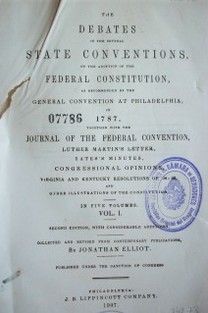 THE
DEBATES
IN THE SEVERAL
STATE CONVENTIONS,
ON THE ADOPTION OF THE
FEDERAL CONSTITUTION,
AS RECOMMENDED BY THE
GENERAL CONVENTION AT PHILADELPHIA,
IN
07786 1787,
TOGETHER WITH THE
JOURNAL OF THE FEDERAL CONVENTION,
LUTHER MARTIN'S LETTER,
YATES'S MINUTES,
CONGRESSIONAL OPINIONS,
VIRGINIA AND KENTUCKY RESOLUTIONS OF
AND
OTHER ILLUSTRATIONS OF THE CONSTITUTION.
IN FIVE VOLUMES.
VOL. I.
SECOND EDITION, WITH CONSIDERABLE ADDITIONS.
COLLECTED AND REVISED FROM CONTEMPORARY PUBLICATIONS,
BY JONATHAN ELLIOT.
PUBLISHED UNDER THE SANCTION OF CONGRESS.
PHILADELPHIA:
J. B. LIPPINCOTT COMPANY.
1907.